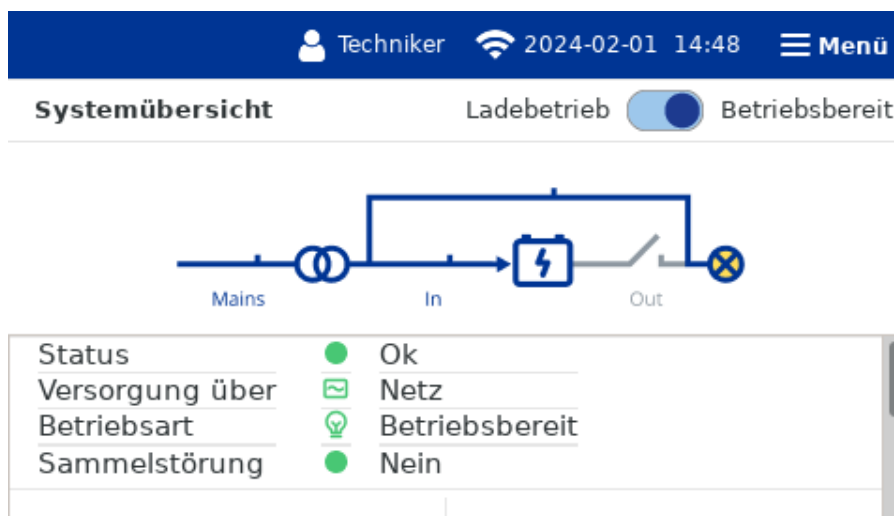 Techniker 2024-02-01 14:48 Menü
Systemübersicht Ladebetrieb Betriebsbereit
Mains In Out
Status Ok
Versorgung über Netz
Betriebsart Betriebsbereit
Sammelstörung Nein